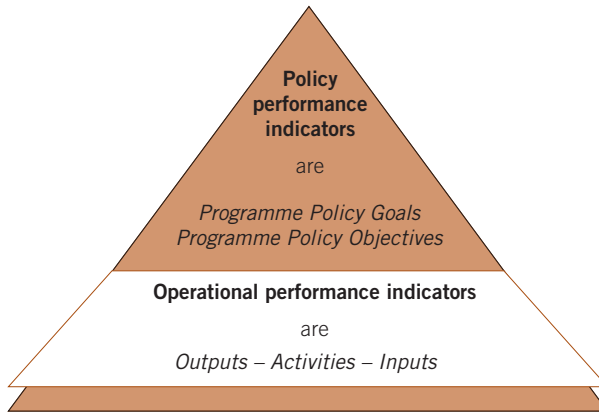 Policy
performance
indicators
are
Programme Policy Goals
Programme Policy Objectives
Operational performance indicators
are
Outputs – Activities – Inputs